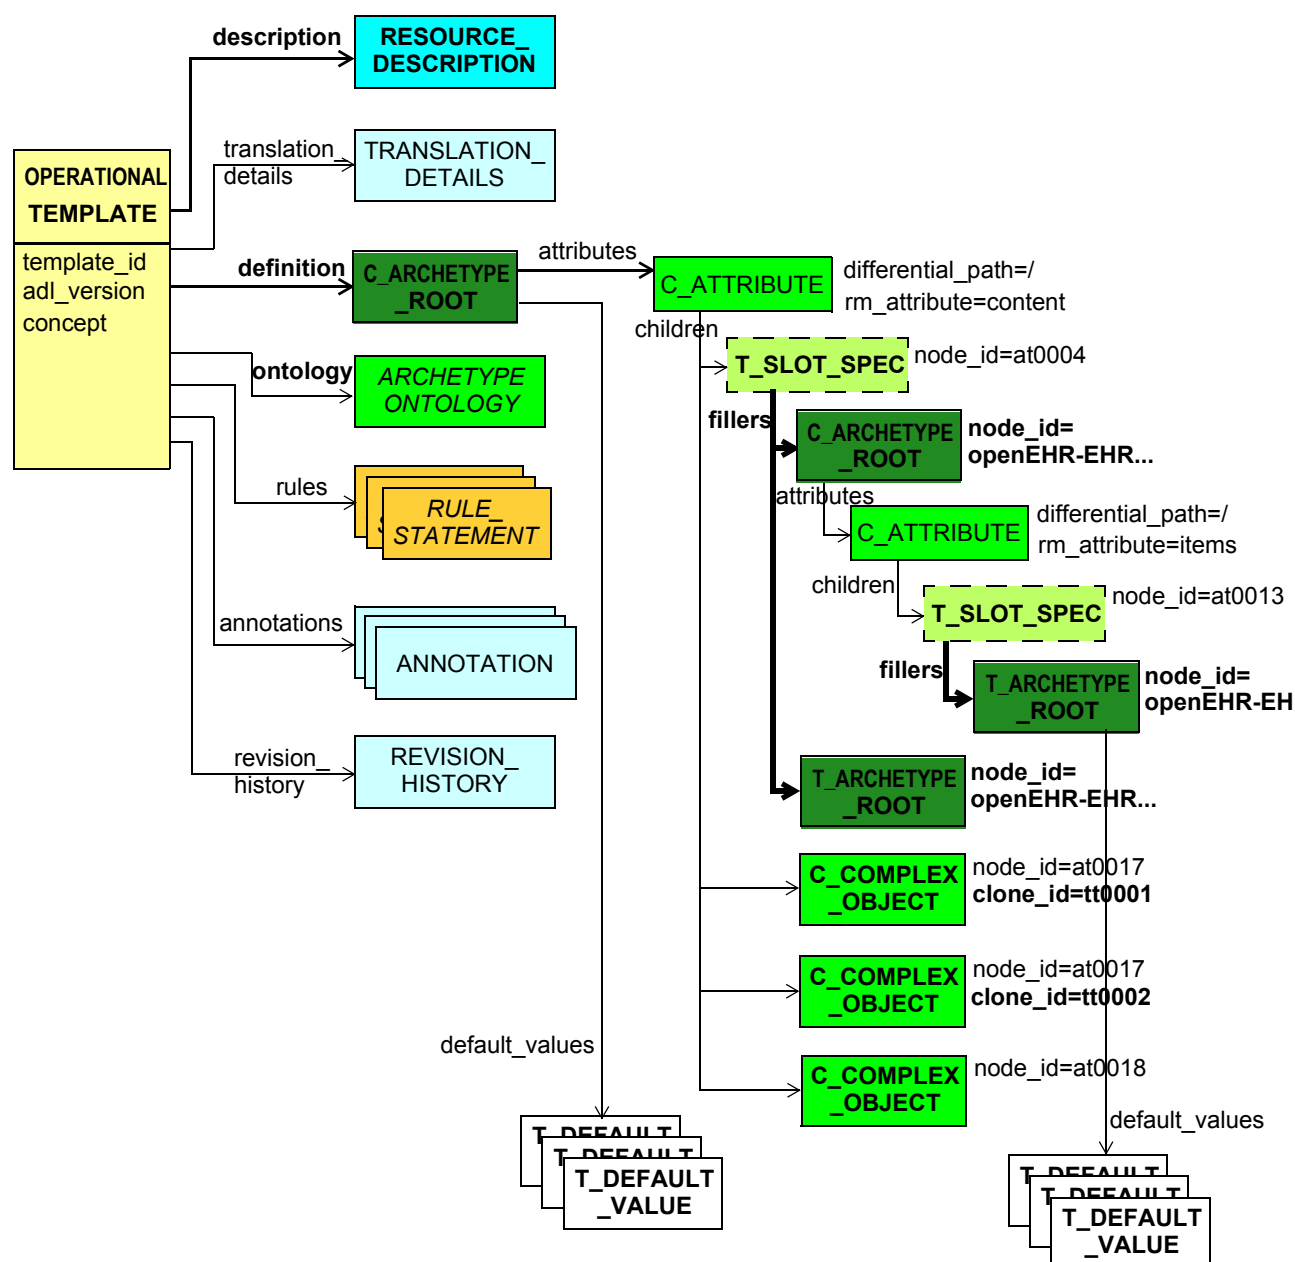 description
RESOURCE_
DESCRIPTION
translation_
details
TRANSLATION_
DETAILS
OPERATIONAL
TEMPLATE
template_id
adl_version
concept
definition
C_ARCHETYPE
_ROOT
attributes
C_ATTRIBUTE
differential_path=/
rm_attribute=content
children
T_SLOT_SPEC
node_id=at0004
ontology
ARCHETYPE
ONTOLOGY
fillers
C_ARCHETYPE
_ROOT
node_id=
openEHR-EHR...
rules
RULE_
STATEMENT
attributes
C_ATTRIBUTE
differential_path=/
rm_attribute=items
children
T_SLOT_SPEC
node_id=at0013
annotations
ANNOTATION
fillers
T_ARCHETYPE
_ROOT
node_id=
openEHR-EH
revision_
history
REVISION_
HISTORY
T_ARCHETYPE
_ROOT
node_id=
openEHR-EHR...
C_COMPLEX
_OBJECT
node_id=at0017
clone_id=tt0001
C_COMPLEX
_OBJECT
node_id=at0017
clone_id=tt0002
C_COMPLEX
_OBJECT
node_id=at0018
default_values
T_DEFAULT
T_DEFAULT
T_DEFAULT
_VALUE
default_values
T_DEFAULT
T_DEFAULT
T_DEFAULT
_VALUE